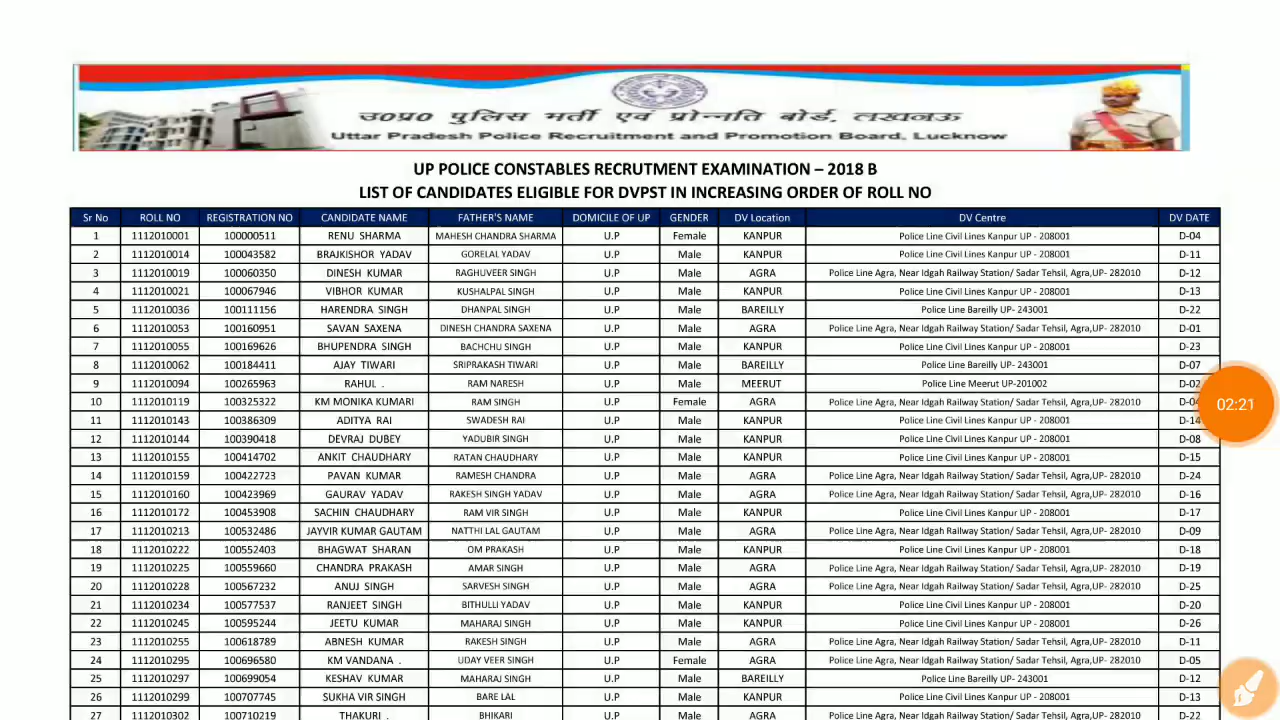 उ०प्र० पुलिस भर्ती एवं प्रोन्नति बोर्ड, लखनऊ
Uttar Pradesh Police Recruitment and Promotion Board, Lucknow
UP POLICE CONSTABLES RECRUTMENT EXAMINATION – 2018 B
LIST OF CANDIDATES ELIGIBLE FOR DVPST IN INCREASING ORDER OF ROLL NO
Sr No ROLL NO REGISTRATION NO CANDIDATE NAME FATHER'S NAME DOMICILE OF UP GENDER DV Location DV Centre DV DATE
1 1112010001 100000511 RENU SHARMA MAHESH CHANDRA SHARMA U.P Female KANPUR Police Line Civil Lines Kanpur UP - 208001 D-04
2 1112010014 100043582 BRAJKISHOR YADAV GORELAL YADAV U.P Male KANPUR Police Line Civil Lines Kanpur UP - 208001 D-11
3 1112010019 100060350 DINESH KUMAR RAGHUVEER SINGH U.P Male AGRA Police Line Agra, Near Idgah Railway Station/ Sadar Tehsil, Agra,UP- 282010 D-12
4 1112010021 100067946 VIBHOR KUMAR KUSHALPAL SINGH U.P Male KANPUR Police Line Civil Lines Kanpur UP - 208001 D-13
5 1112010036 100111156 HARENDRA SINGH DHANPAL SINGH U.P Male BAREILLY Police Line Bareilly UP- 243001 D-22
6 1112010053 100160951 SAVAN SAXENA DINESH CHANDRA SAXENA U.P Male AGRA Police Line Agra, Near Idgah Railway Station/ Sadar Tehsil, Agra,UP- 282010 D-01
7 1112010055 100169626 BHUPENDRA SINGH BACHCHU SINGH U.P Male KANPUR Police Line Civil Lines Kanpur UP - 208001 D-23
8 1112010062 100184411 AJAY TIWARI SRIPRAKASH TIWARI U.P Male BAREILLY Police Line Bareilly UP- 243001 D-07
9 1112010094 100265963 RAHUL . RAM NARESH U.P Male MEERUT Police Line Meerut UP-201002 D-02
10 1112010119 100325322 KM MONIKA KUMARI RAM SINGH U.P Female AGRA Police Line Agra, Near Idgah Railway Station/ Sadar Tehsil, Agra,UP- 282010 D-04
02:21
11 1112010143 100386309 ADITYA RAI SWADESH RAI U.P Male KANPUR Police Line Civil Lines Kanpur UP - 208001 D-14
12 1112010144 100390418 DEVRAJ DUBEY YADUBIR SINGH U.P Male KANPUR Police Line Civil Lines Kanpur UP - 208001 D-08
13 1112010155 100414702 ANKIT CHAUDHARY RATAN CHAUDHARY U.P Male KANPUR Police Line Civil Lines Kanpur UP - 208001 D-15
14 1112010159 100422723 PAVAN KUMAR RAMESH CHANDRA U.P Male AGRA Police Line Agra, Near Idgah Railway Station/ Sadar Tehsil, Agra,UP- 282010 D-24
15 1112010160 100423969 GAURAV YADAV RAKESH SINGH YADAV U.P Male AGRA Police Line Agra, Near Idgah Railway Station/ Sadar Tehsil, Agra,UP- 282010 D-16
16 1112010172 100453908 SACHIN CHAUDHARY RAM VIR SINGH U.P Male KANPUR Police Line Civil Lines Kanpur UP - 208001 D-17
17 1112010213 100532486 JAYVIR KUMAR GAUTAM NATTHI LAL GAUTAM U.P Male AGRA Police Line Agra, Near Idgah Railway Station/ Sadar Tehsil, Agra,UP- 282010 D-09
18 1112010222 100552403 BHAGWAT SHARAN OM PRAKASH U.P Male KANPUR Police Line Civil Lines Kanpur UP - 208001 D-18
19 1112010225 100559660 CHANDRA PRAKASH AMAR SINGH U.P Male AGRA Police Line Agra, Near Idgah Railway Station/ Sadar Tehsil, Agra,UP- 282010 D-19
20 1112010228 100567232 ANUJ SINGH SARVESH SINGH U.P Male AGRA Police Line Agra, Near Idgah Railway Station/ Sadar Tehsil, Agra,UP- 282010 D-25
21 1112010234 100577537 RANJEET SINGH BITHULLI YADAV U.P Male KANPUR Police Line Civil Lines Kanpur UP - 208001 D-20
22 1112010245 100595244 JEETU KUMAR MAHARAJ SINGH U.P Male KANPUR Police Line Civil Lines Kanpur UP - 208001 D-26
23 1112010255 100618789 ABNESH KUMAR RAKESH SINGH U.P Male AGRA Police Line Agra, Near Idgah Railway Station/ Sadar Tehsil, Agra,UP- 282010 D-11
24 1112010295 100696580 KM VANDANA . UDAY VEER SINGH U.P Female AGRA Police Line Agra, Near Idgah Railway Station/ Sadar Tehsil, Agra,UP- 282010 D-05
25 1112010297 100699054 KESHAV KUMAR MAHARAJ SINGH U.P Male BAREILLY Police Line Bareilly UP- 243001 D-12
26 1112010299 100707745 SUKHA VIR SINGH BARE LAL U.P Male KANPUR Police Line Civil Lines Kanpur UP - 208001 D-13
27 1112010302 100710219 THAKURI . BHIKARI U.P Male AGRA Police Line Agra, Near Idgah Railway Station/ Sadar Tehsil, Agra,UP- 282010 D-22